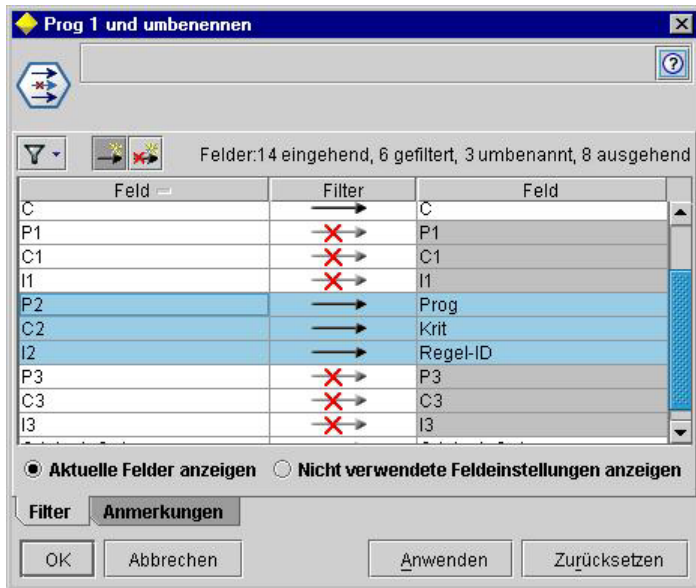 Prog 1 und umbenennen
Felder:14 eingehend, 6 gefiltert, 3 umbenannt, 8 ausgehend
Feld Filter Feld
C C
P1 P1
C1 C1
I1 I1
P2 Prog
C2 Krit
I2 Regel-ID
P3 P3
C3 C3
I3 I3
Aktuelle Felder anzeigen Nicht verwendete Feldeinstellungen anzeigen
Filter Anmerkungen
OK Abbrechen Anwenden Zurücksetzen